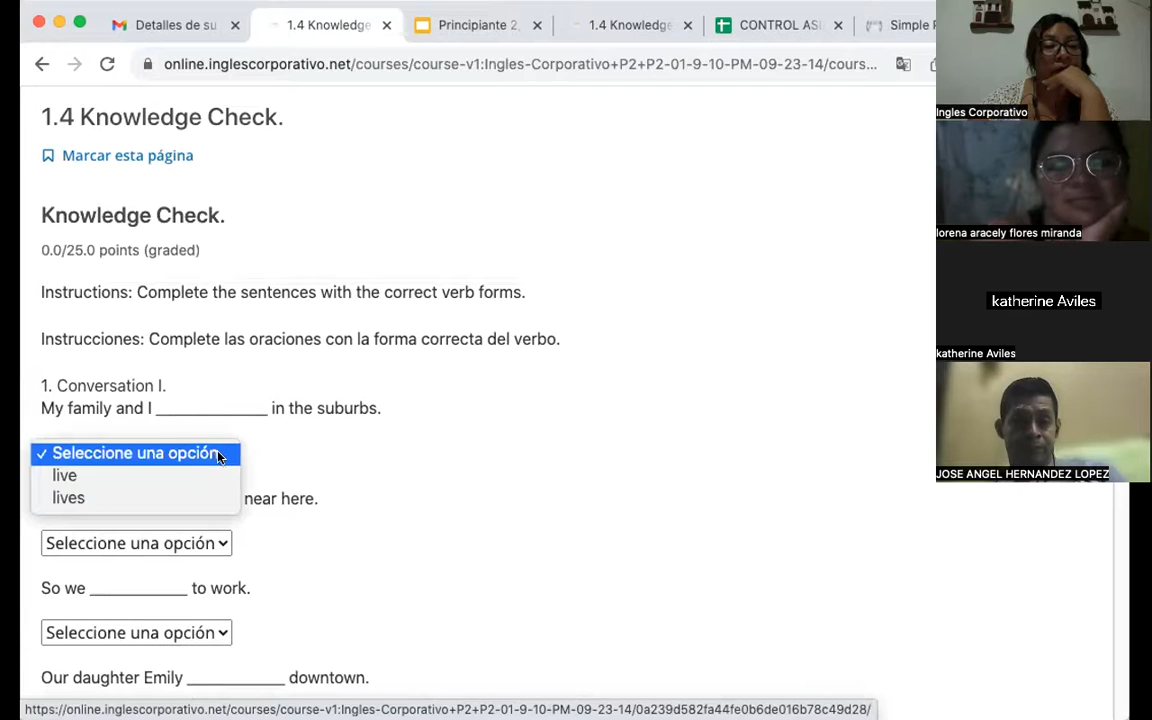 Detalles de su
1.4 Knowledge
Principiante 2
1.4 Knowledge
CONTROL AS
Simple
online.inglescorporativo.net/courses/course-v1:Ingles-Corporativo+P2+P2-01-9-10-PM-09-23-14/cours...
1.4 Knowledge Check.
Marcar esta página
Knowledge Check.
0.0/25.0 points (graded)
Instructions: Complete the sentences with the correct verb forms.
Instrucciones: Complete las oraciones con la forma correcta del verbo.
1. Conversation I.
My family and I ______________ in the suburbs.
✓ Seleccione una opción
live
lives
near here.
Seleccione una opción
So we ____________ to work.
Seleccione una opción
Our daughter Emily ____________ downtown.
https://online.inglescorporativo.net/courses/course-v1:Ingles-Corporativo+P2+P2-01-9-10-PM-09-23-14/0a239d582fa44fe0b6de016b78c49d28/
Ingles Corporativo
lorena aracely flores miranda
katherine Aviles
katherine Aviles
JOSE ANGEL HERNANDEZ LOPEZ